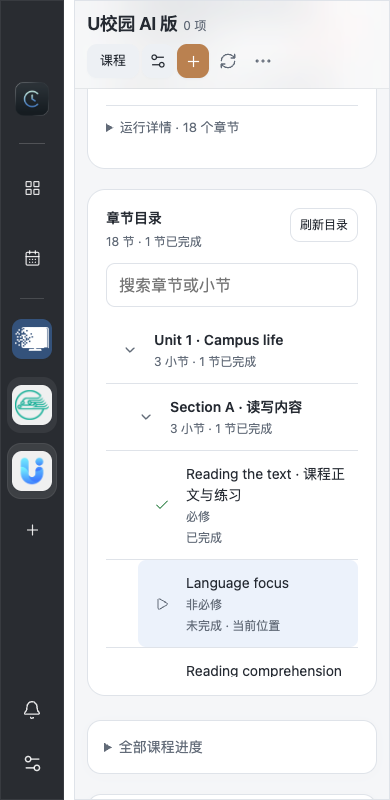 U校园 AI 版 0 项
课程
运行详情 · 18 个章节
章节目录
刷新目录
18 节 · 1 节已完成
搜索章节或小节
Unit 1 · Campus life
3 小节 · 1 节已完成
Section A · 读写内容
3 小节 · 1 节已完成
Reading the text · 课程正
文与练习
必修
已完成
Language focus
非必修
未完成 · 当前位置
Reading comprehension
全部课程进度